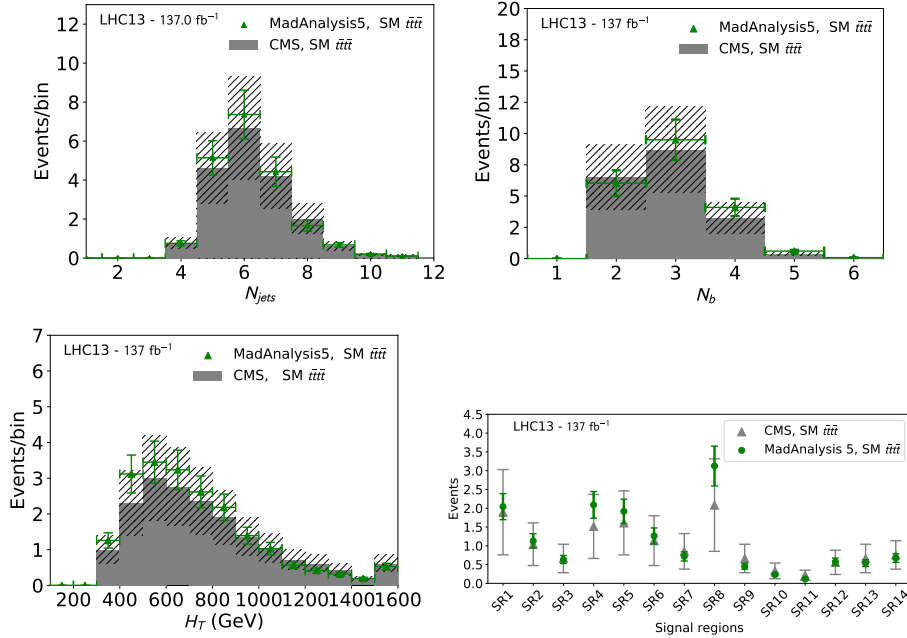 LHC13 - 137.0 fb⁻¹
MadAnalysis5, SM tt̄tt̄
CMS, SM tt̄tt̄
Events/bin
12
10
8
6
4
2
0
2 4 6 8 10 12
N_jets
LHC13 - 137 fb⁻¹
MadAnalysis5, SM tt̄tt̄
CMS, SM tt̄tt̄
Events/bin
20
18
15
12
10
8
5
2
0
1 2 3 4 5 6
N_b
LHC13 - 137 fb⁻¹
MadAnalysis5, SM tt̄tt̄
CMS, SM tt̄tt̄
Events/bin
7
6
5
4
3
2
1
0
200 400 600 800 1000 1200 1400 1600
H_T (GeV)
LHC13 - 137 fb⁻¹
CMS, SM tt̄tt̄
MadAnalysis 5, SM tt̄tt̄
Events
4.5
4.0
3.5
3.0
2.5
2.0
1.5
1.0
0.5
0.0
SR1 SR2 SR3 SR4 SR5 SR6 SR7 SR8 SR9 SR10 SR11 SR12 SR13 SR14
Signal regions